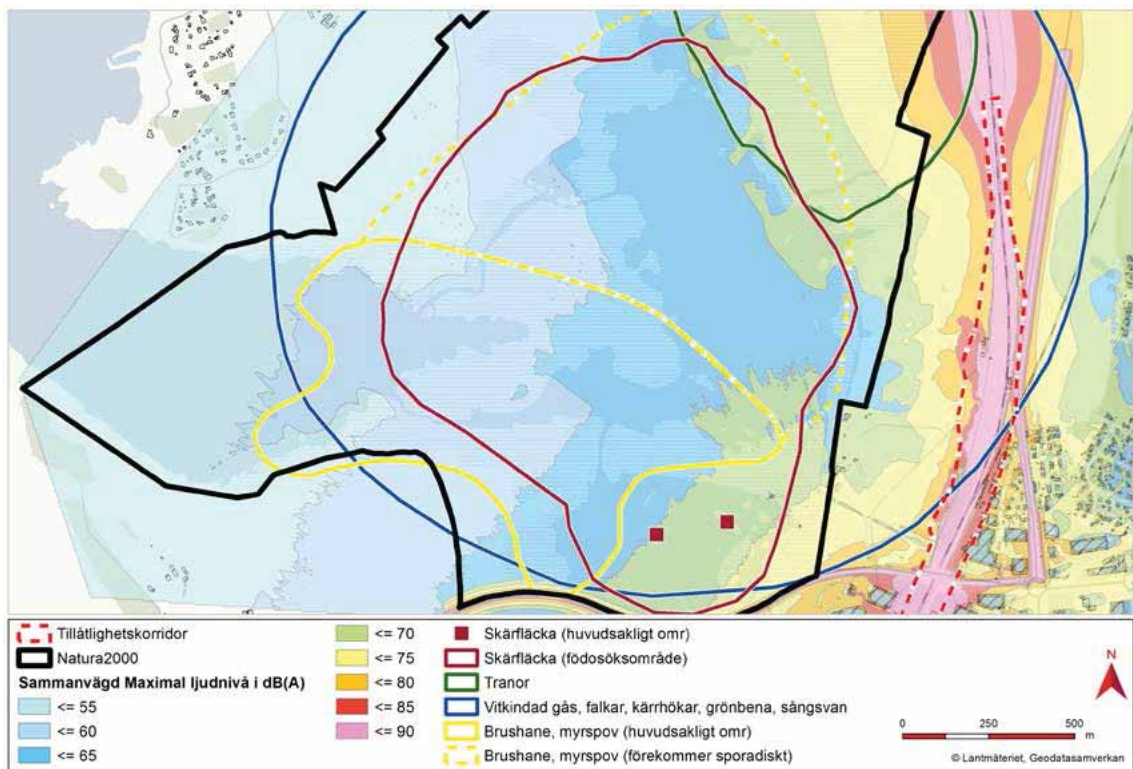 Tillåtlighetskorridor
Natura2000
Sammanvägd Maximal ljudnivå i dB(A)
<= 55
<= 60
<= 65
<= 70
<= 75
<= 80
<= 85
<= 90
Skärfläcka (huvudsakligt omr)
Skärfläcka (födosöksområde)
Tranor
Vitkindad gås, falkar, kärrhökar, grönbena, sångsvan
Brushane, myrspov (huvudsakligt omr)
Brushane, myrspov (förekommer sporadiskt)
N
0 250 500
m
© Lantmäteriet, Geodatasamverkan